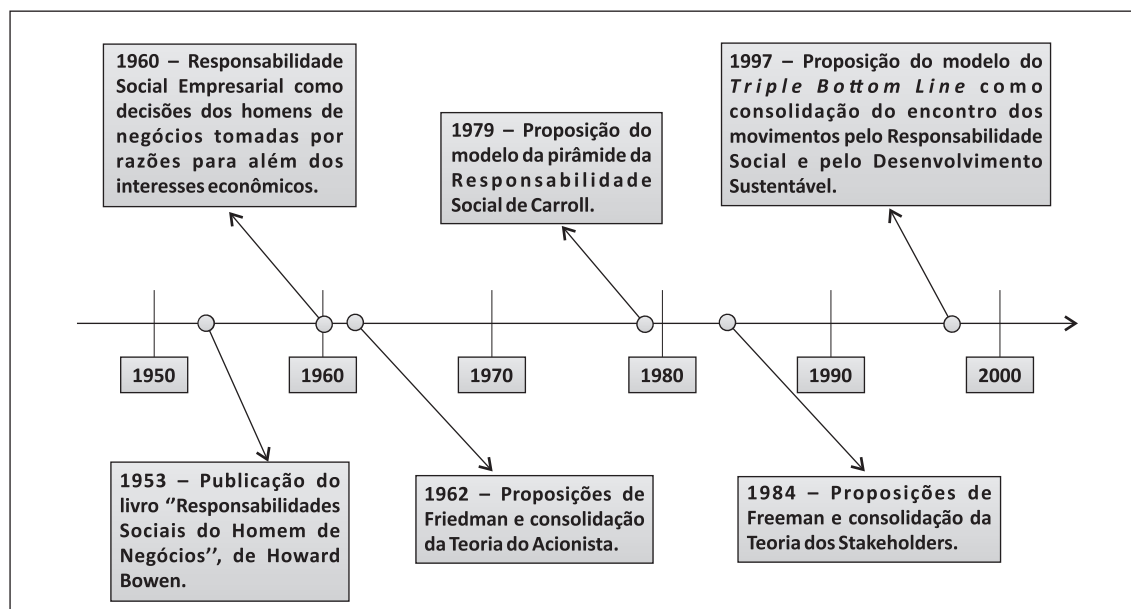 1960 – Responsabilidade
Social Empresarial como
decisões dos homens de
negócios tomadas por
razões para além dos
interesses econômicos.
1979 – Proposição do
modelo da pirâmide da
Responsabilidade
Social de Carroll.
1997 – Proposição do modelo do
Triple Bottom Line como
consolidação do encontro dos
movimentos pelo Responsabilidade
Social e pelo Desenvolvimento
Sustentável.
1950
1960
1970
1980
1990
2000
1953 – Publicação do
livro “Responsabilidades
Sociais do Homem de
Negócios’’, de Howard
Bowen.
1962 – Proposições de
Friedman e consolidação
da Teoria do Acionista.
1984 – Proposições de
Freeman e consolidação da
Teoria dos Stakeholders.